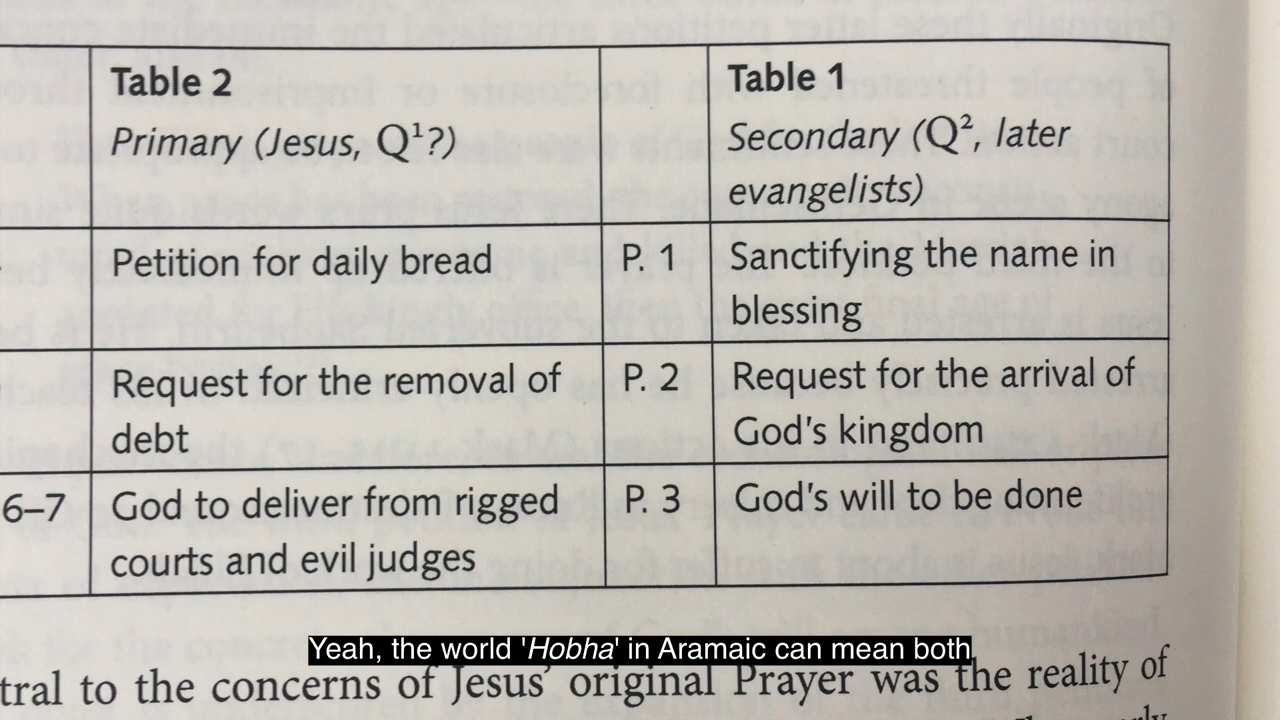 Table 2
Primary (Jesus, Q¹?)
Table 1
Secondary (Q², later
evangelists)
Petition for daily bread
P. 1
Sanctifying the name in
blessing
Request for the removal of
debt
P. 2
Request for the arrival of
God's kingdom
6–7
God to deliver from rigged
courts and evil judges
P. 3
God's will to be done
Yeah, the world 'Hobha' in Aramaic can mean both
tral to the concerns of Jesus' original Prayer was the reality of